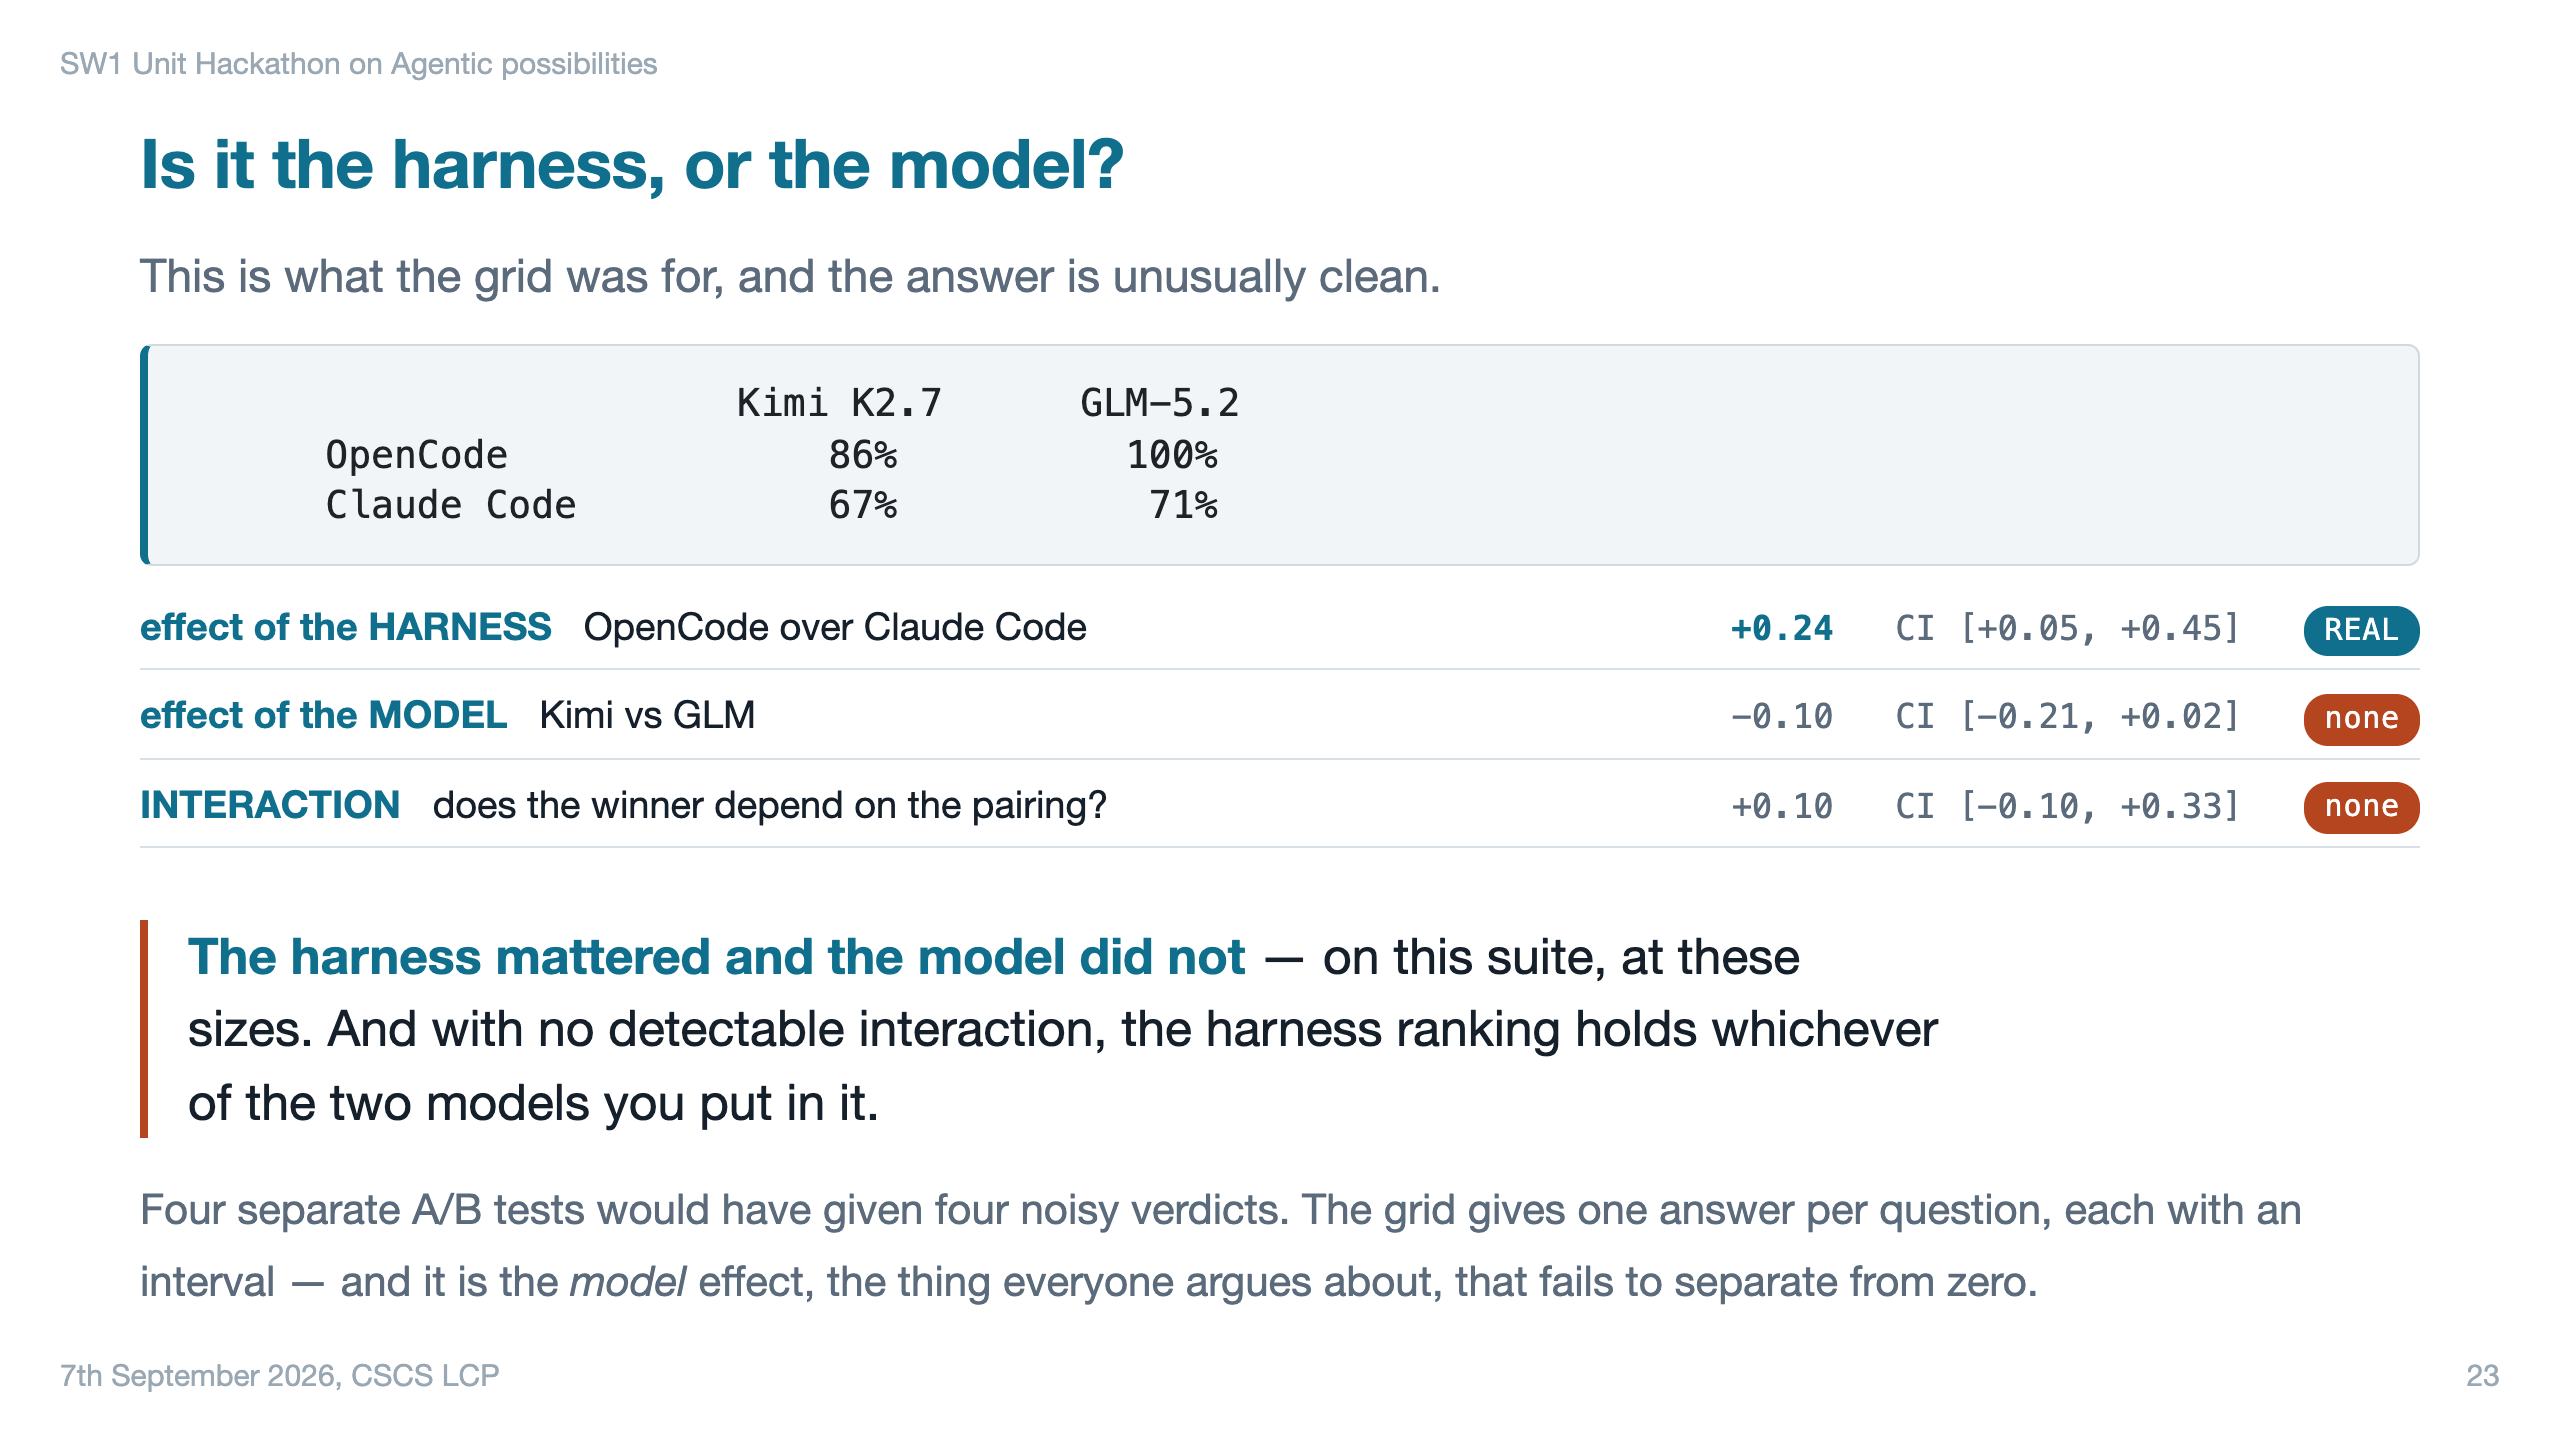 SW1 Unit Hackathon on Agentic possibilities
Is it the harness, or the model?
This is what the grid was for, and the answer is unusually clean.
Kimi K2.7 GLM–5.2
OpenCode 86% 100%
Claude Code 67% 71%
effect of the HARNESS OpenCode over Claude Code +0.24 CI [+0.05, +0.45] REAL
effect of the MODEL Kimi vs GLM −0.10 CI [−0.21, +0.02] none
INTERACTION does the winner depend on the pairing? +0.10 CI [−0.10, +0.33] none
The harness mattered and the model did not — on this suite, at these
sizes. And with no detectable interaction, the harness ranking holds whichever
of the two models you put in it.
Four separate A/B tests would have given four noisy verdicts. The grid gives one answer per question, each with an
interval — and it is the model effect, the thing everyone argues about, that fails to separate from zero.
7th September 2026, CSCS LCP 23